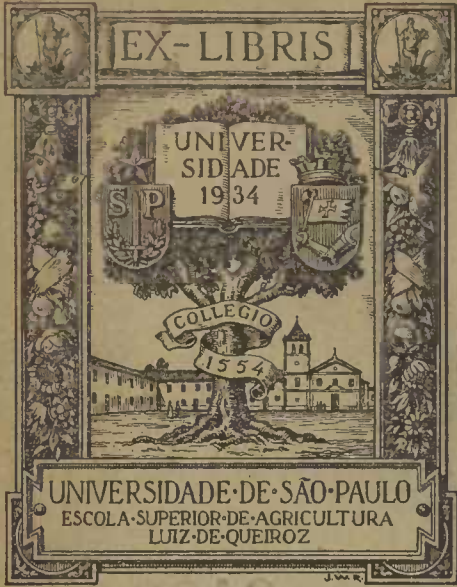 EX-LIBRIS
UNIVER-
SIDADE
1934
S P
COLLEGIO
1554
UNIVERSIDADE·DE·SÃO·PAULO
ESCOLA·SUPERIOR·DE·AGRICULTURA
LUIZ·DE·QUEIROZ
J.W.R.